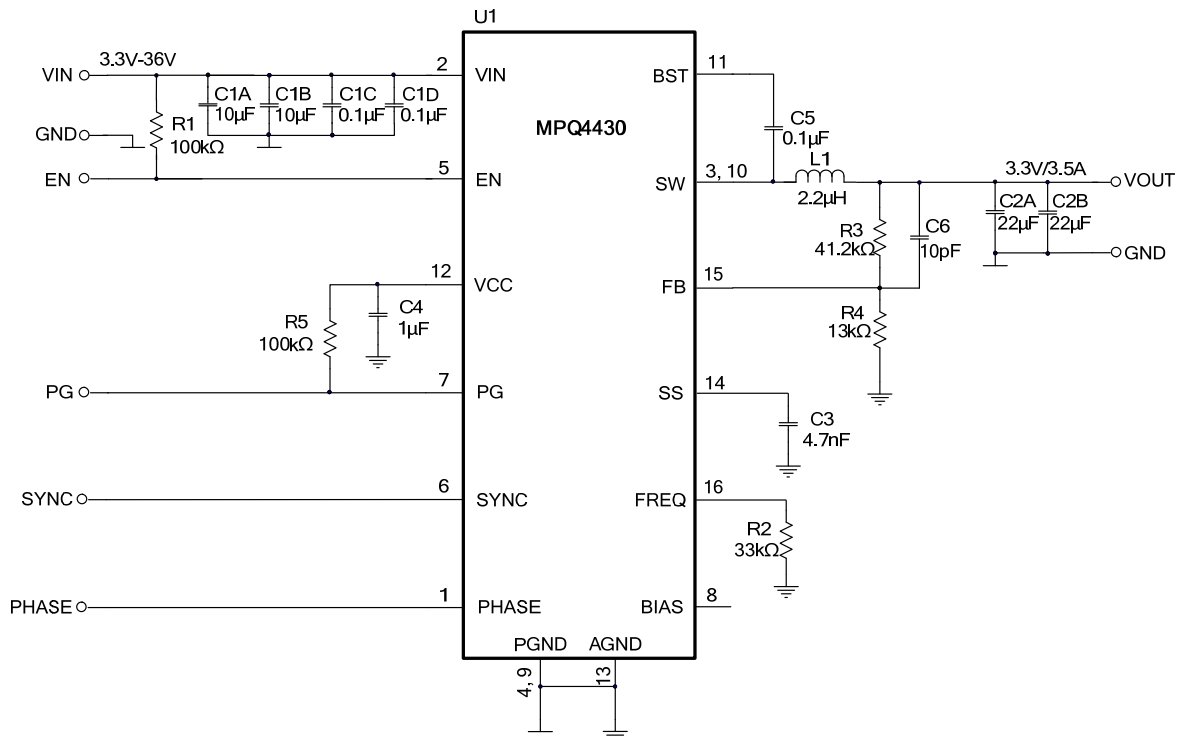 U1
MPQ4430
VIN
3.3V-36V
2
VIN
C1A
10µF
C1B
10µF
C1C
0.1µF
C1D
0.1µF
GND
R1
100kΩ
EN
5
EN
12
VCC
C4
1µF
R5
100kΩ
PG
7
PG
SYNC
6
SYNC
PHASE
1
PHASE
BST
11
C5
0.1µF
SW
3, 10
L1
2.2µH
3.3V/3.5A
VOUT
C2A
22µF
C2B
22µF
GND
R3
41.2kΩ
C6
10pF
FB
15
R4
13kΩ
SS
14
C3
4.7nF
FREQ
16
R2
33kΩ
BIAS
8
PGND
AGND
4, 9
13